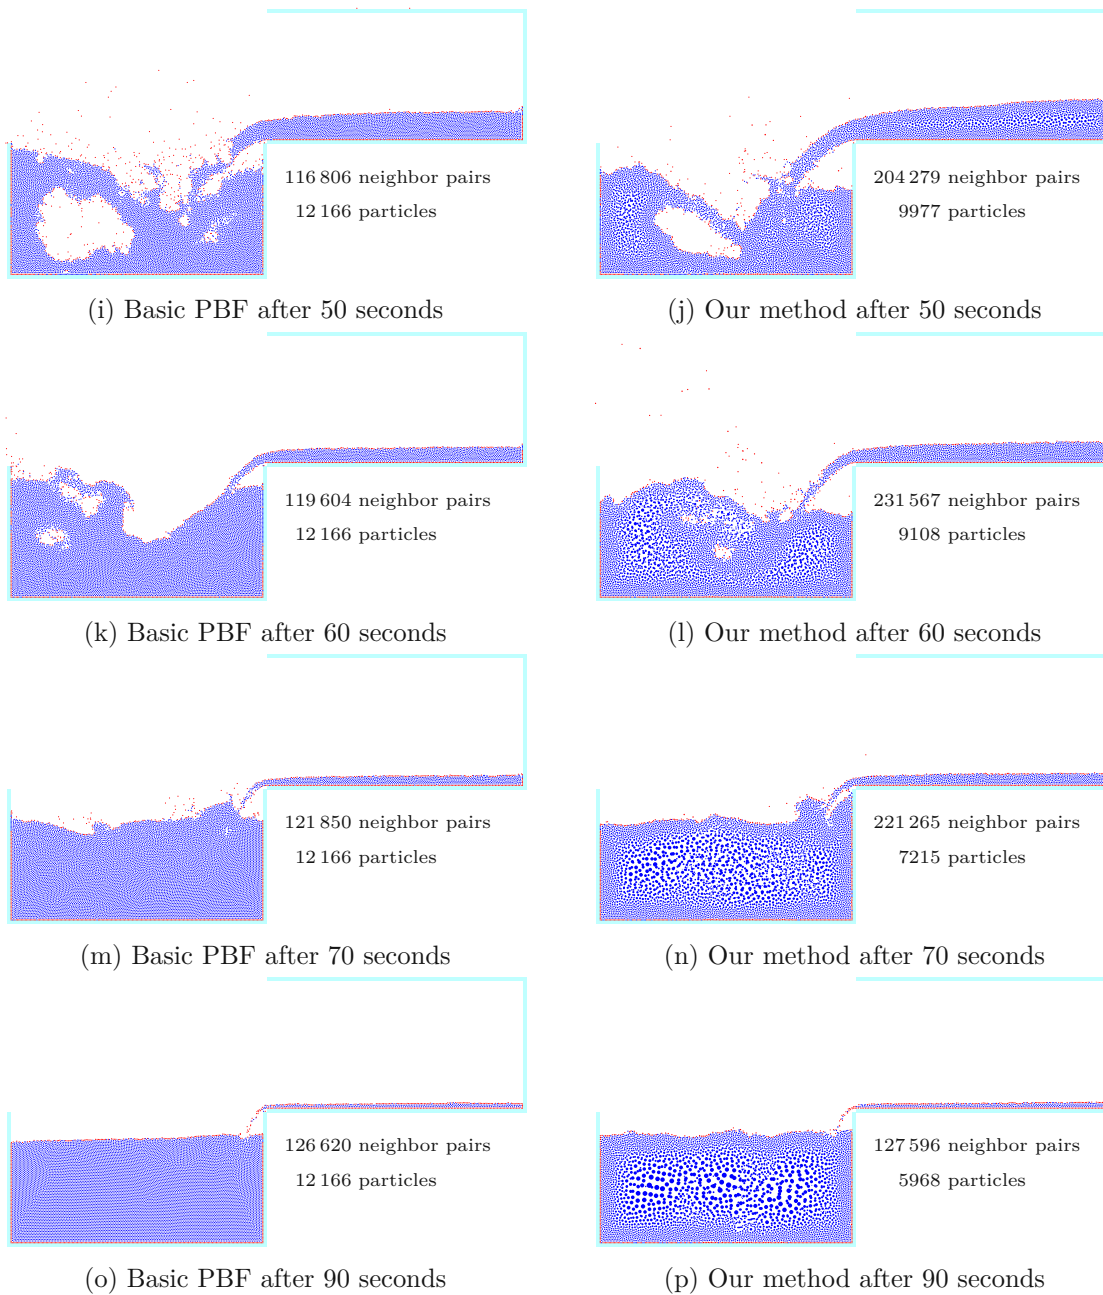 116 806 neighbor pairs
12 166 particles
204 279 neighbor pairs
9977 particles
(i) Basic PBF after 50 seconds
(j) Our method after 50 seconds
119 604 neighbor pairs
12 166 particles
231 567 neighbor pairs
9108 particles
(k) Basic PBF after 60 seconds
(l) Our method after 60 seconds
121 850 neighbor pairs
12 166 particles
221 265 neighbor pairs
7215 particles
(m) Basic PBF after 70 seconds
(n) Our method after 70 seconds
126 620 neighbor pairs
12 166 particles
127 596 neighbor pairs
5968 particles
(o) Basic PBF after 90 seconds
(p) Our method after 90 seconds